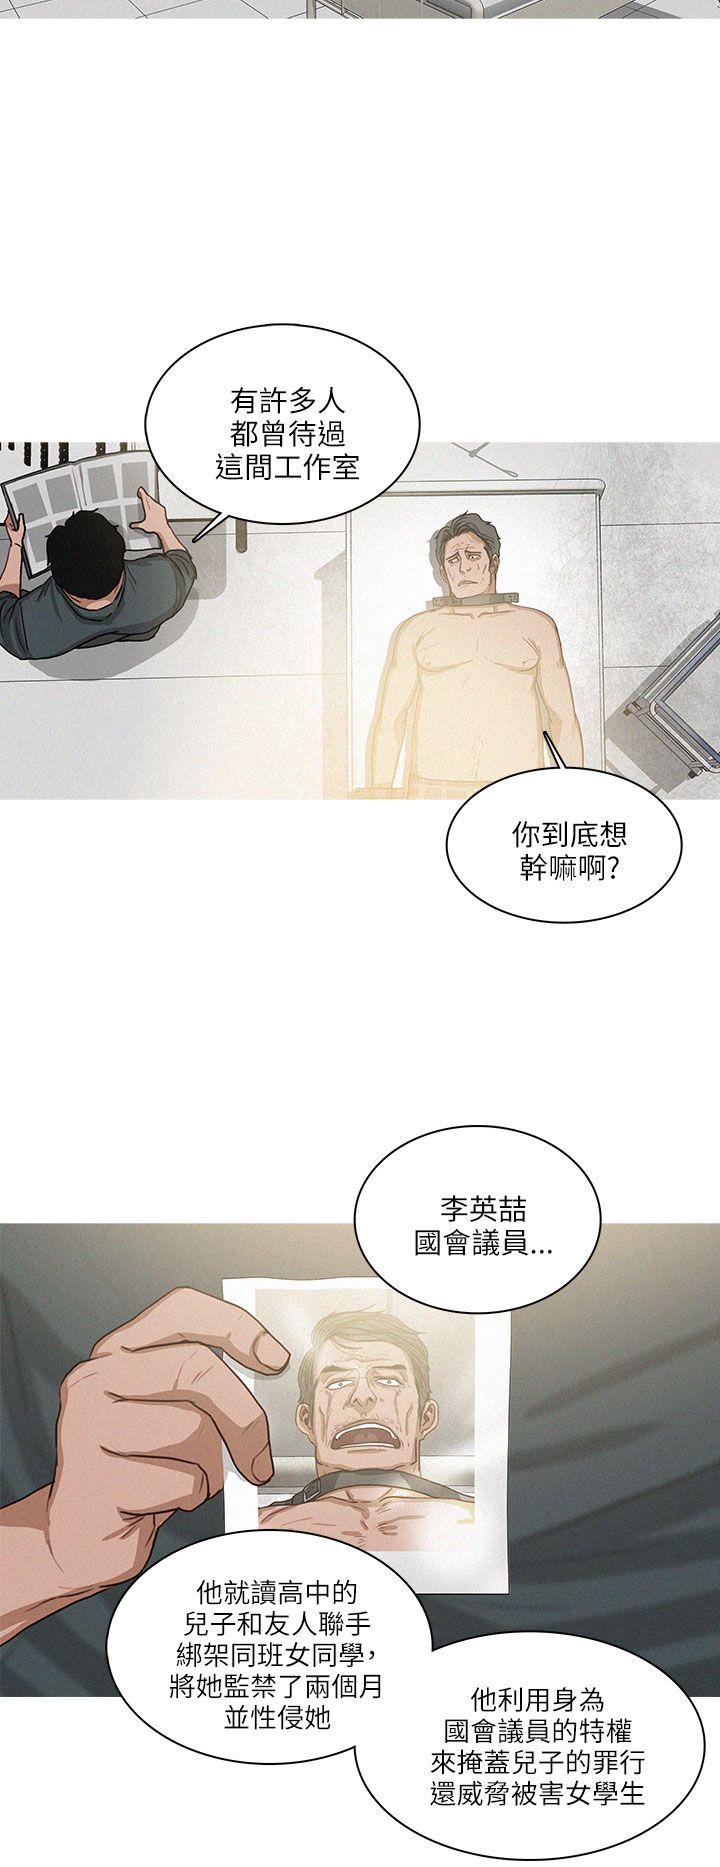 有許多人
都曾待過
這間工作室
你到底想
幹嘛啊?
李英喆
國會議員...
他就讀高中的
兒子和友人聯手
綁架同班女同學,
將她監禁了兩個月
並性侵她
他利用身為
國會議員的特權
來掩蓋兒子的罪行
還威脅被害女學生